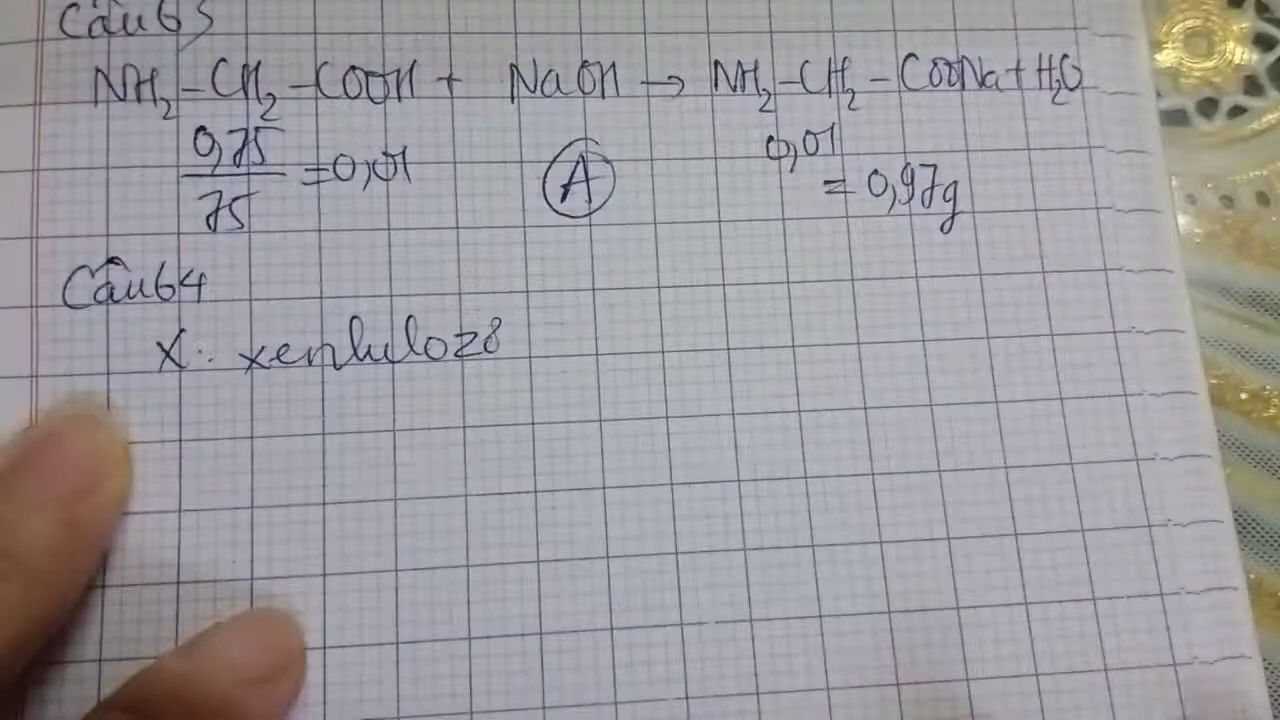 Câu 63
NH₂-CH₂-COOH + NaOH → NH₂-CH₂-COONa + H₂O
0,75/75 = 0,01 A 0,01
= 0,97g
Câu 64
X: xenlulozơ